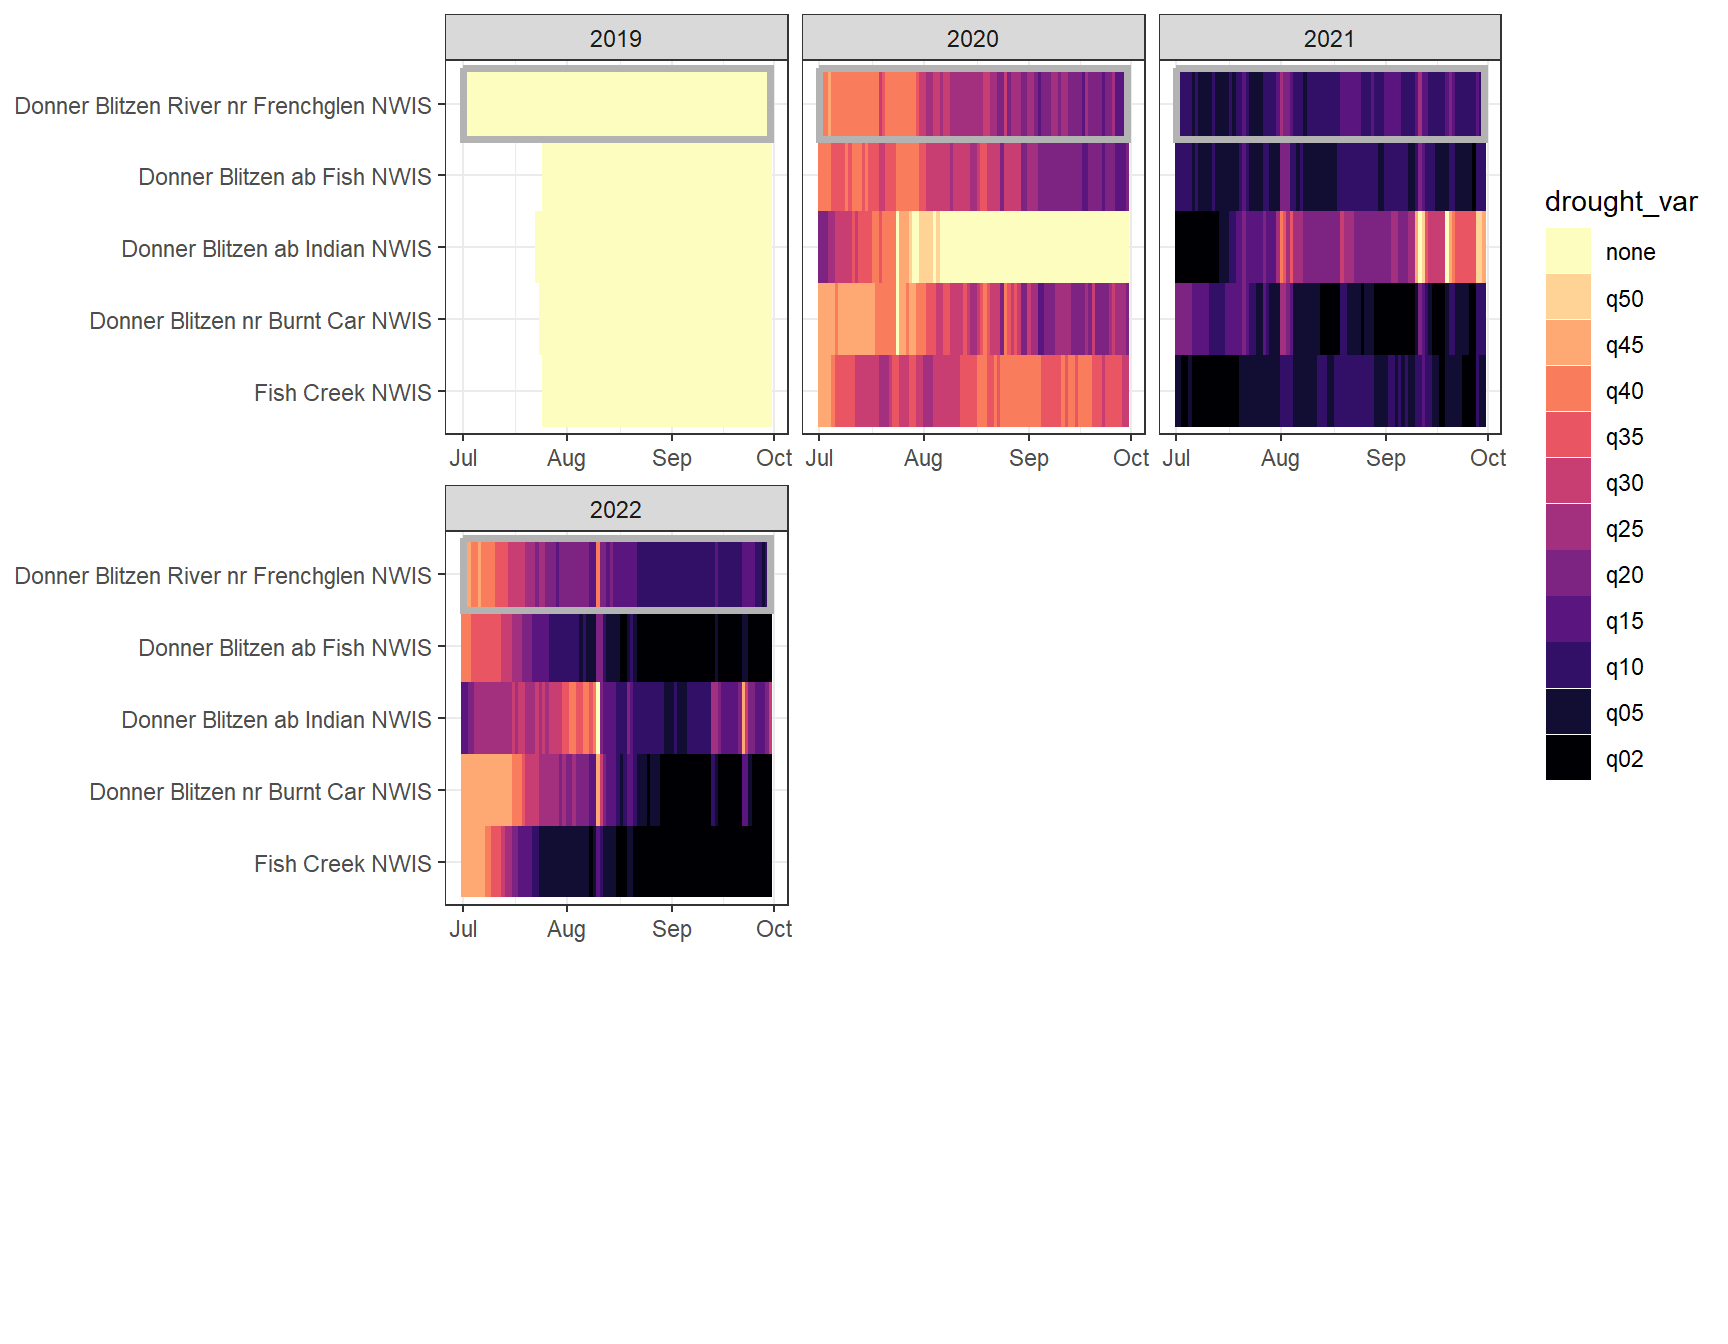 2019 2020 2021
Donner Blitzen River nr Frenchglen NWIS
Donner Blitzen ab Fish NWIS
Donner Blitzen ab Indian NWIS
Donner Blitzen nr Burnt Car NWIS
Fish Creek NWIS
Jul Aug Sep Oct Jul Aug Sep Oct Jul Aug Sep Oct
2022
Donner Blitzen River nr Frenchglen NWIS
Donner Blitzen ab Fish NWIS
Donner Blitzen ab Indian NWIS
Donner Blitzen nr Burnt Car NWIS
Fish Creek NWIS
Jul Aug Sep Oct
drought_var
none
q50
q45
q40
q35
q30
q25
q20
q15
q10
q05
q02